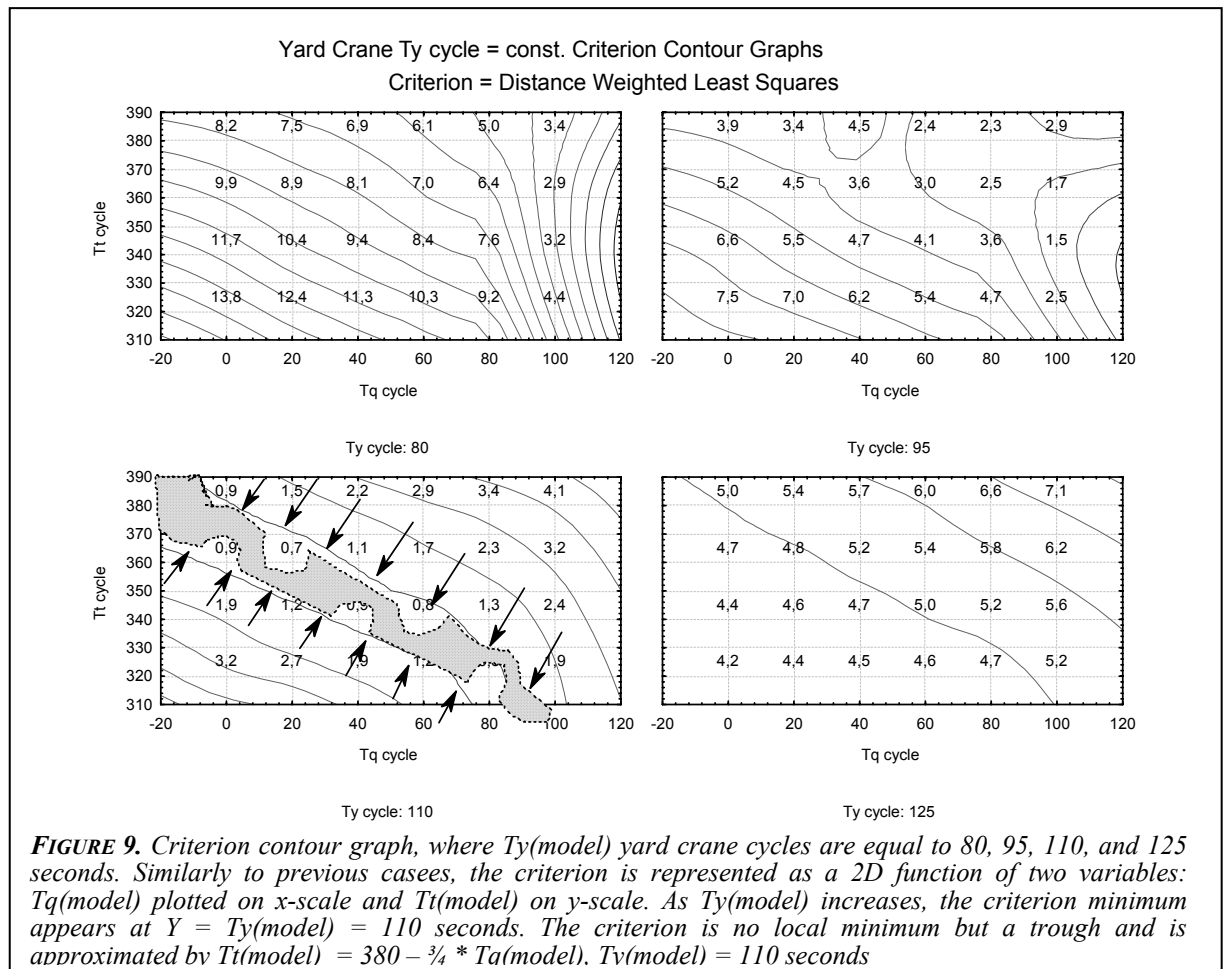 Yard Crane Ty cycle = const. Criterion Contour Graphs
Criterion = Distance Weighted Least Squares
Tt cycle
390
380
370
360
350
340
330
320
310
8,2 7,5 6,9 6,1 5,0 3,4
9,9 8,9 8,1 7,0 6,4 2,9
11,7 10,4 9,4 8,4 7,6 3,2
13,8 12,4 11,3 10,3 9,2 4,4
-20 0 20 40 60 80 100 120
Tq cycle
Ty cycle: 80
3,9 3,4 4,5 2,4 2,3 2,9
5,2 4,5 3,6 3,0 2,5 1,7
6,6 5,5 4,7 4,1 3,6 1,5
7,5 7,0 6,2 5,4 4,7 2,5
-20 0 20 40 60 80 100 120
Tq cycle
Ty cycle: 95
Tt cycle
390
380
370
360
350
340
330
320
310
0,9 1,5 2,2 2,9 3,4 4,1
0,9 0,7 1,1 1,7 2,3 3,2
1,9 1,2 0,8 1,3 2,4
3,2 2,7 1,9 1,2 1,9
-20 0 20 40 60 80 100 120
Tq cycle
Ty cycle: 110
5,0 5,4 5,7 6,0 6,6 7,1
4,7 4,8 5,2 5,4 5,8 6,2
4,4 4,6 4,7 5,0 5,2 5,6
4,2 4,4 4,5 4,6 4,7 5,2
-20 0 20 40 60 80 100 120
Tq cycle
Ty cycle: 125
FIGURE 9. Criterion contour graph, where Ty(model) yard crane cycles are equal to 80, 95, 110, and 125
seconds. Similarly to previous casees, the criterion is represented as a 2D function of two variables:
Tq(model) plotted on x-scale and Tt(model) on y-scale. As Ty(model) increases, the criterion minimum
appears at Y = Ty(model) = 110 seconds. The criterion is no local minimum but a trough and is
approximated by Tt(model) = 380 – ¾ * Tq(model), Ty(model) = 110 seconds